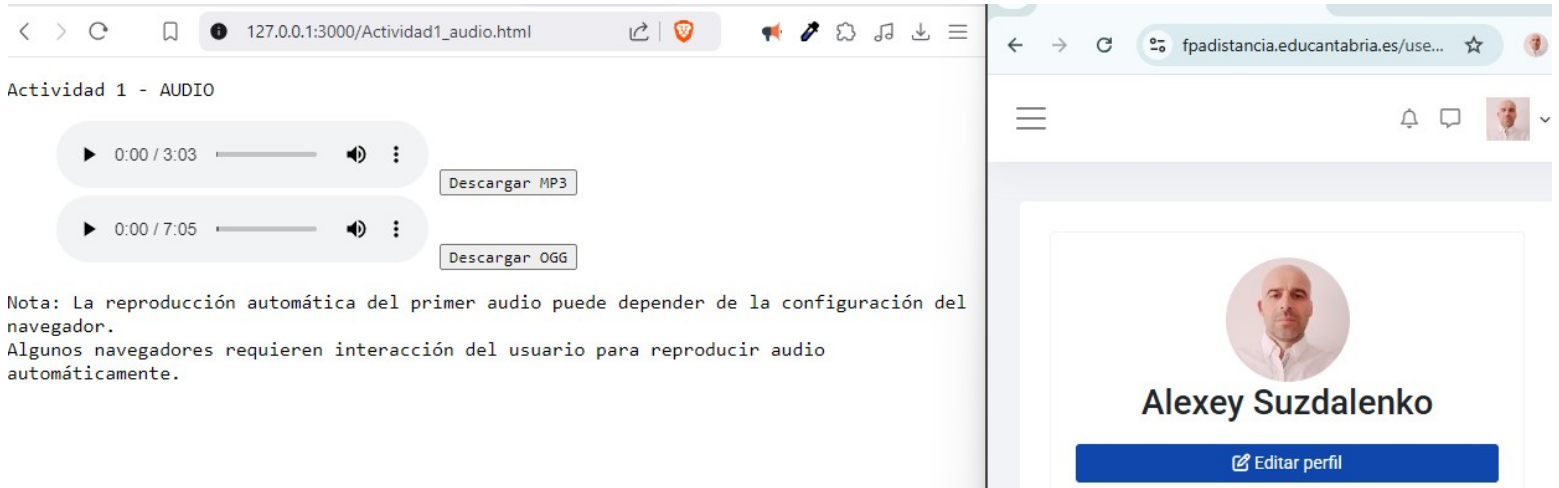 127.0.0.1:3000/Actividad1_audio.html
Actividad 1 - AUDIO
0:00 / 3:03
Descargar MP3
0:00 / 7:05
Descargar OGG
Nota: La reproducción automática del primer audio puede depender de la configuración del
navegador.
Algunos navegadores requieren interacción del usuario para reproducir audio
automáticamente.
fpadistancia.educantabria.es/use...
Alexey Suzdalenko
Editar perfil